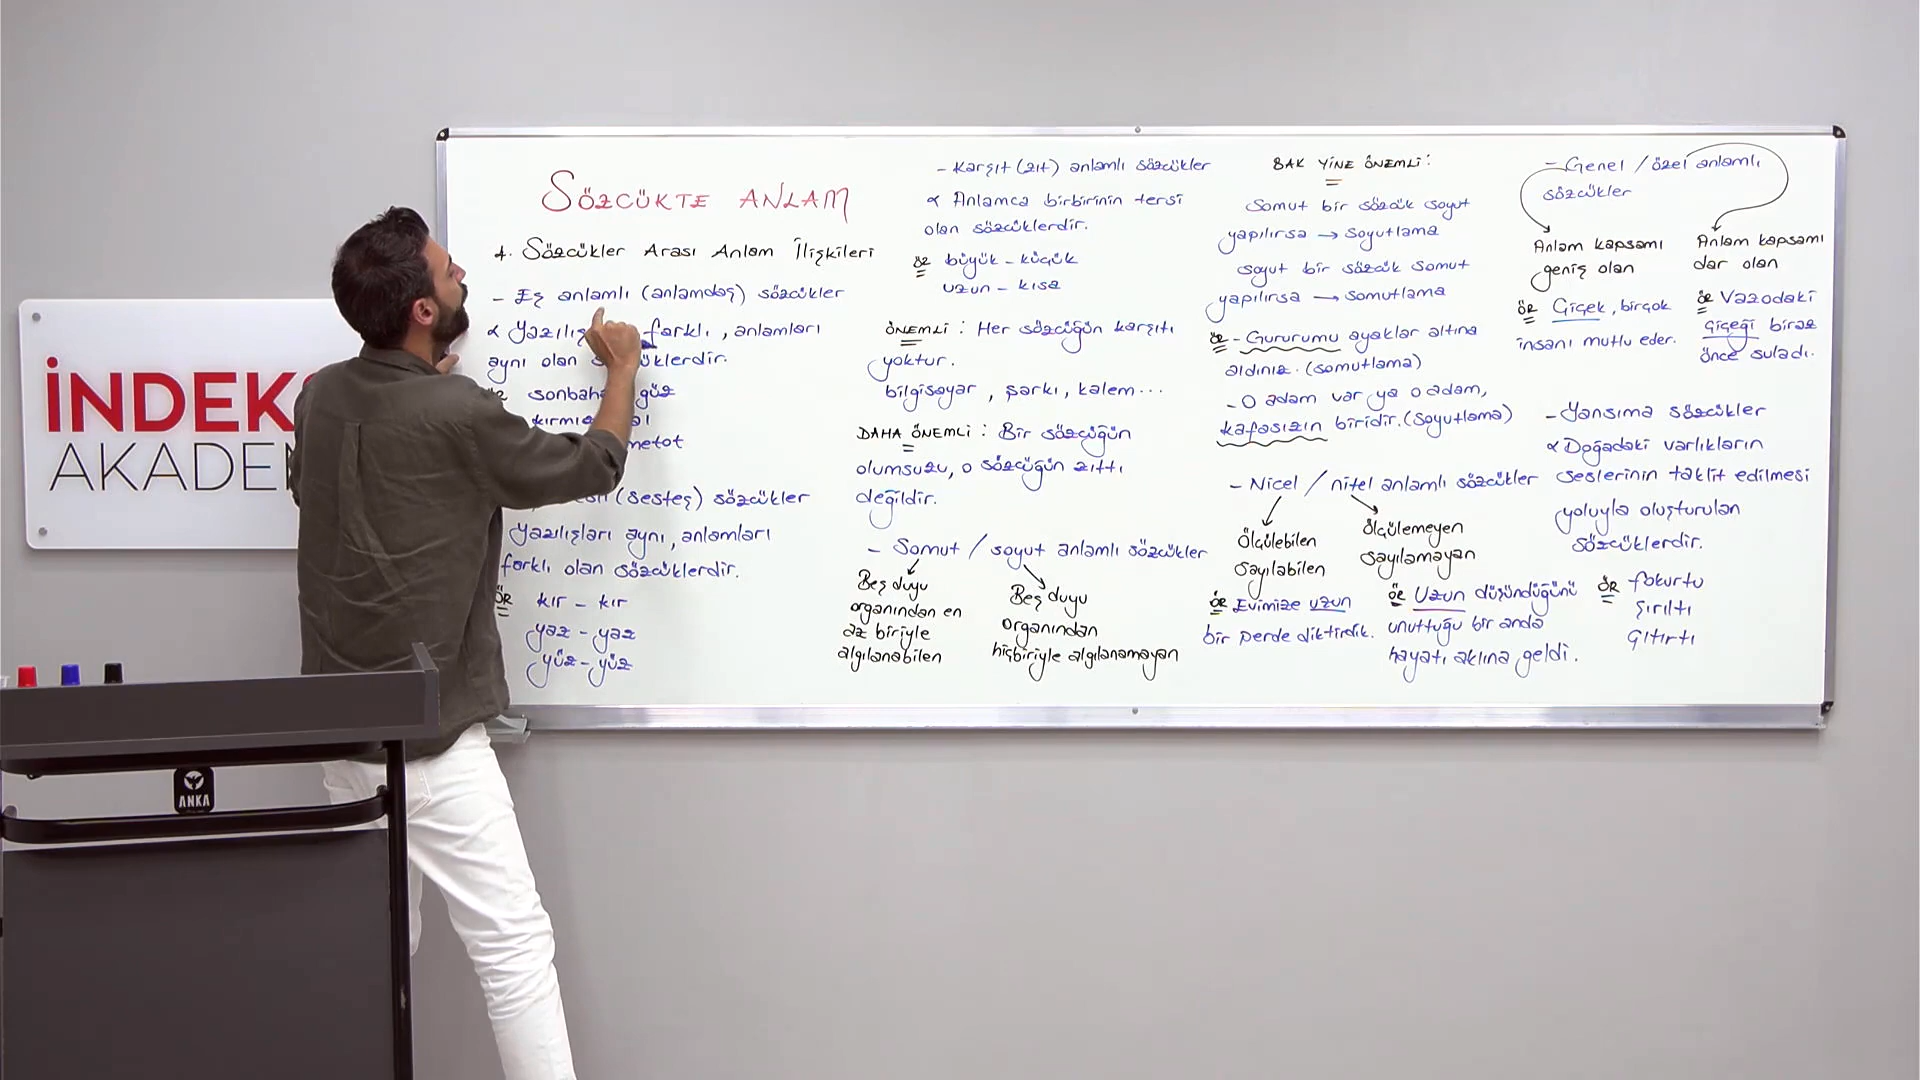 SÖZCÜKTE ANLAM
4. Sözcükler Arası Anlam İlişkileri
- Eş anlamlı (anlamdaş) sözcükler
α Yazılış farklı, anlamları
aynı olan sözcüklerdir.
sonbaha güz
kırmızı al
metot
(sesteş) sözcükler
Yazılışları aynı, anlamları
farklı olan sözcüklerdir.
ÖR kır - kır
yaz - yaz
yüz - yüz
- Karşıt (zıt) anlamlı sözcükler
α Anlamca birbirinin tersi
olan sözcüklerdir.
ÖR büyük - küçük
uzun - kısa
ÖNEMLİ : Her sözcüğün karşıtı
yoktur.
bilgisayar, şarkı, kalem...
DAHA ÖNEMLİ : Bir sözcüğün
olumsuzu, o sözcüğün zıttı
değildir.
- Somut / soyut anlamlı sözcükler
Beş duyu
organından en
az biriyle
algılanabilen
Beş duyu
organından
hiçbiriyle algılanamayan
BAK YİNE ÖNEMLİ :
Somut bir sözcük soyut
yapılırsa → soyutlama
soyut bir sözcük somut
yapılırsa → somutlama
ÖR - Gururumu ayaklar altına
aldınız. (somutlama)
- O adam var ya o adam,
kafasızın biridir. (soyutlama)
- Nicel / nitel anlamlı sözcükler
Ölçülebilen
sayılabilen
Ölçülemeyen
sayılamayan
ÖR Evimize uzun
bir perde diktirdik.
ÖR Uzun düşündüğünü
unuttuğu bir anda
hayatı aklına geldi.
- Genel / özel anlamlı
sözcükler
Anlam kapsamı
geniş olan
Anlam kapsamı
dar olan
ÖR Çiçek, birçok
insanı mutlu eder.
ÖR Vazodaki
çiçeği biraz
önce suladı.
- Yansıma sözcükler
α Doğadaki varlıkların
seslerinin taklit edilmesi
yoluyla oluşturulan
sözcüklerdir.
ÖR fokurtu
şırıltı
çıtırtı
İNDEKS
AKADE
ANKA